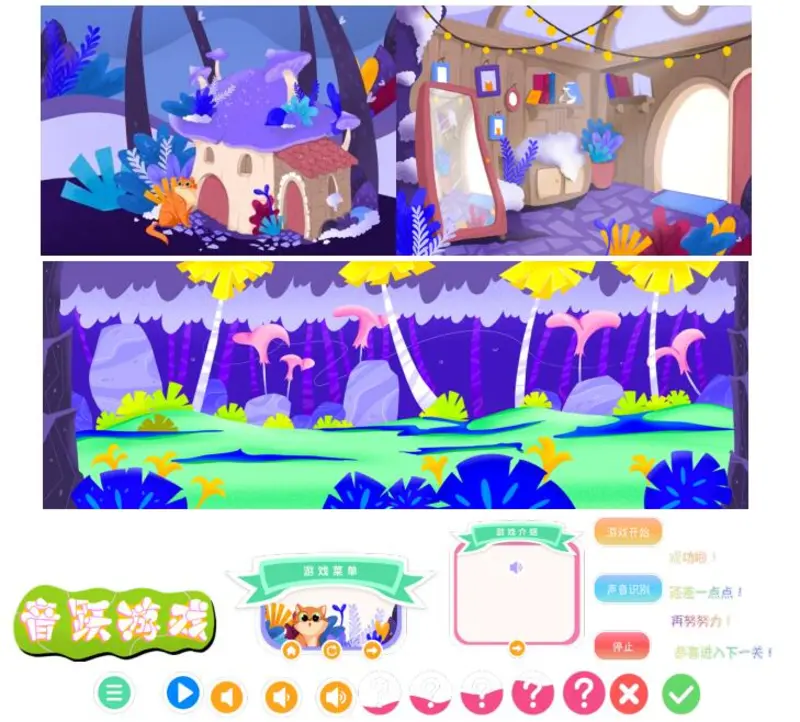 游戏介绍
游戏开始
成功啦！
游戏菜单
声音识别
还差一点点！
音跃游戏
再努努力！
停止
恭喜进入下一关！